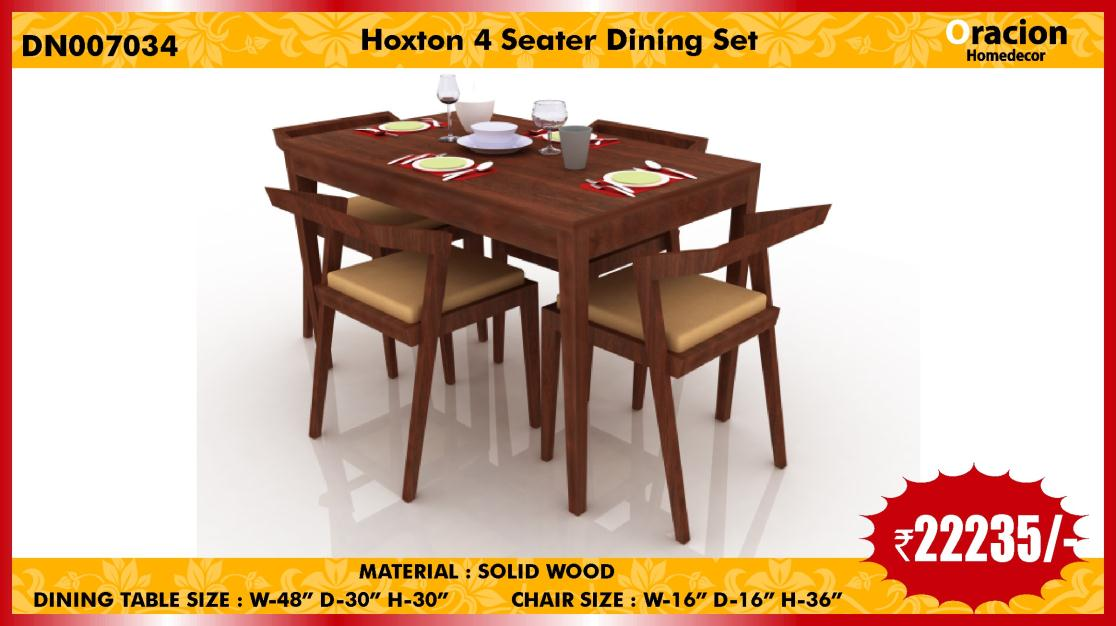 DN007034
Hoxton 4 Seater Dining Set
Oracion
Homedecor
₹22235/-
MATERIAL : SOLID WOOD
DINING TABLE SIZE : W-48” D-30” H-30” CHAIR SIZE : W-16” D-16” H-36”